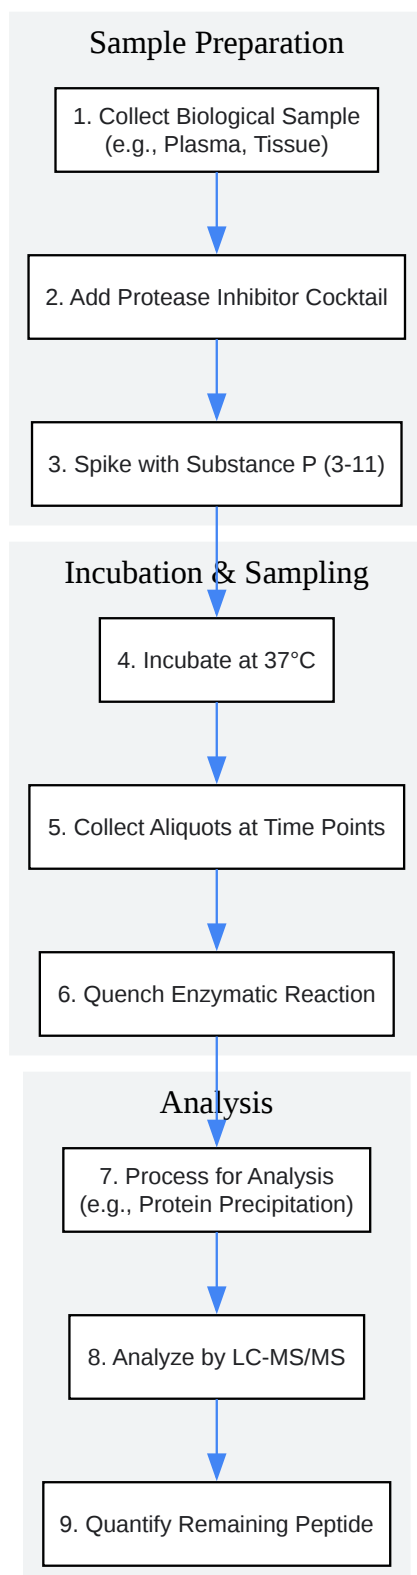 Sample Preparation
1. Collect Biological Sample
(e.g., Plasma, Tissue)
2. Add Protease Inhibitor Cocktail
3. Spike with Substance P (3-11)
Incubation & Sampling
4. Incubate at 37°C
5. Collect Aliquots at Time Points
6. Quench Enzymatic Reaction
Analysis
7. Process for Analysis
(e.g., Protein Precipitation)
8. Analyze by LC-MS/MS
9. Quantify Remaining Peptide